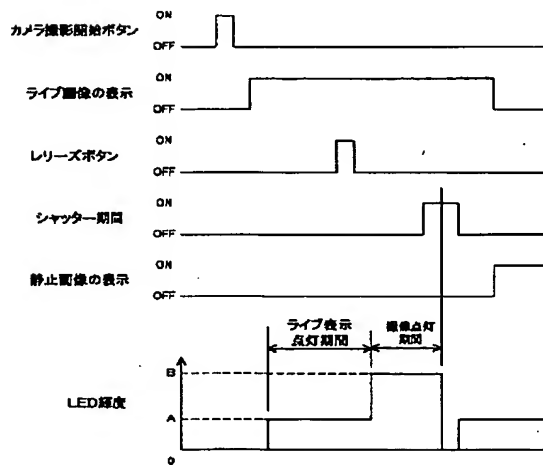 カメラ撮影開始ボタン
ON
OFF
ライブ画像の表示
ON
OFF
レリーズボタン
ON
OFF
シャッター期間
ON
OFF
静止画像の表示
ON
OFF
ライブ表示
点灯期間
撮像点灯
期間
LED輝度
B
A
0